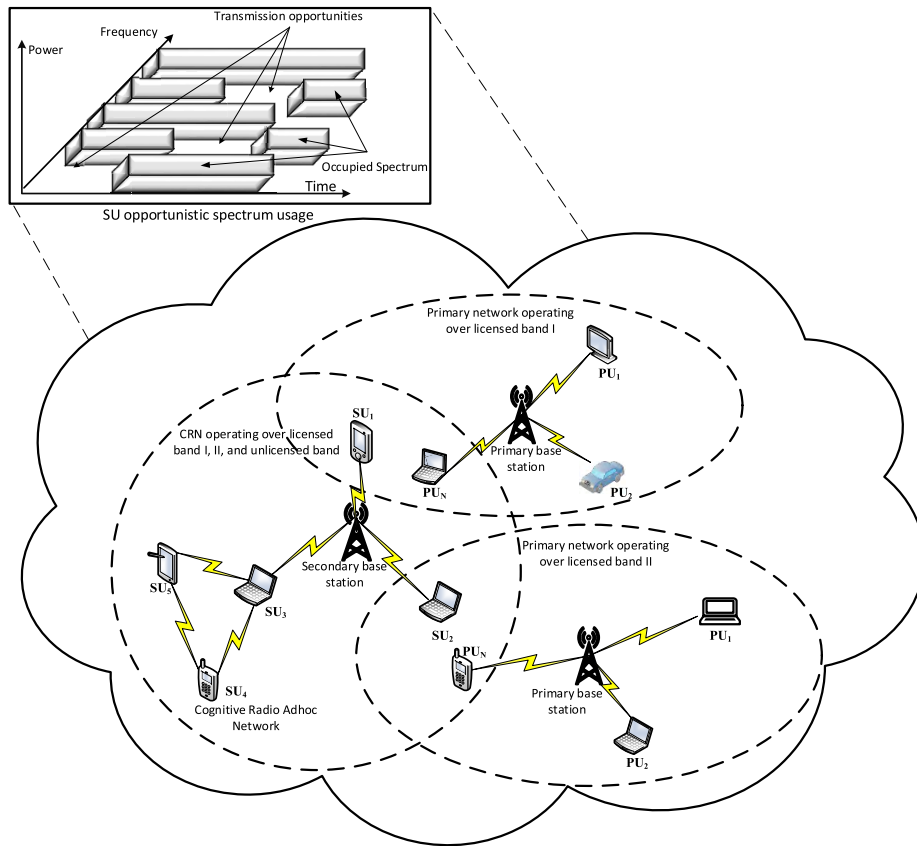 Transmission opportunities
Frequency
Power
Occupied Spectrum
Time
SU opportunistic spectrum usage
Primary network operating
over licensed band I
PU₁
SU₁
CRN operating over licensed
band I, II, and unlicensed band
Primary base
station
PU_N
PU₂
Primary network operating
over licensed band II
Secondary base
station
SU₅
SU₃
SU₂
PU₁
PU_N
SU₄
Primary base
station
Cognitive Radio Adhoc
Network
PU₂